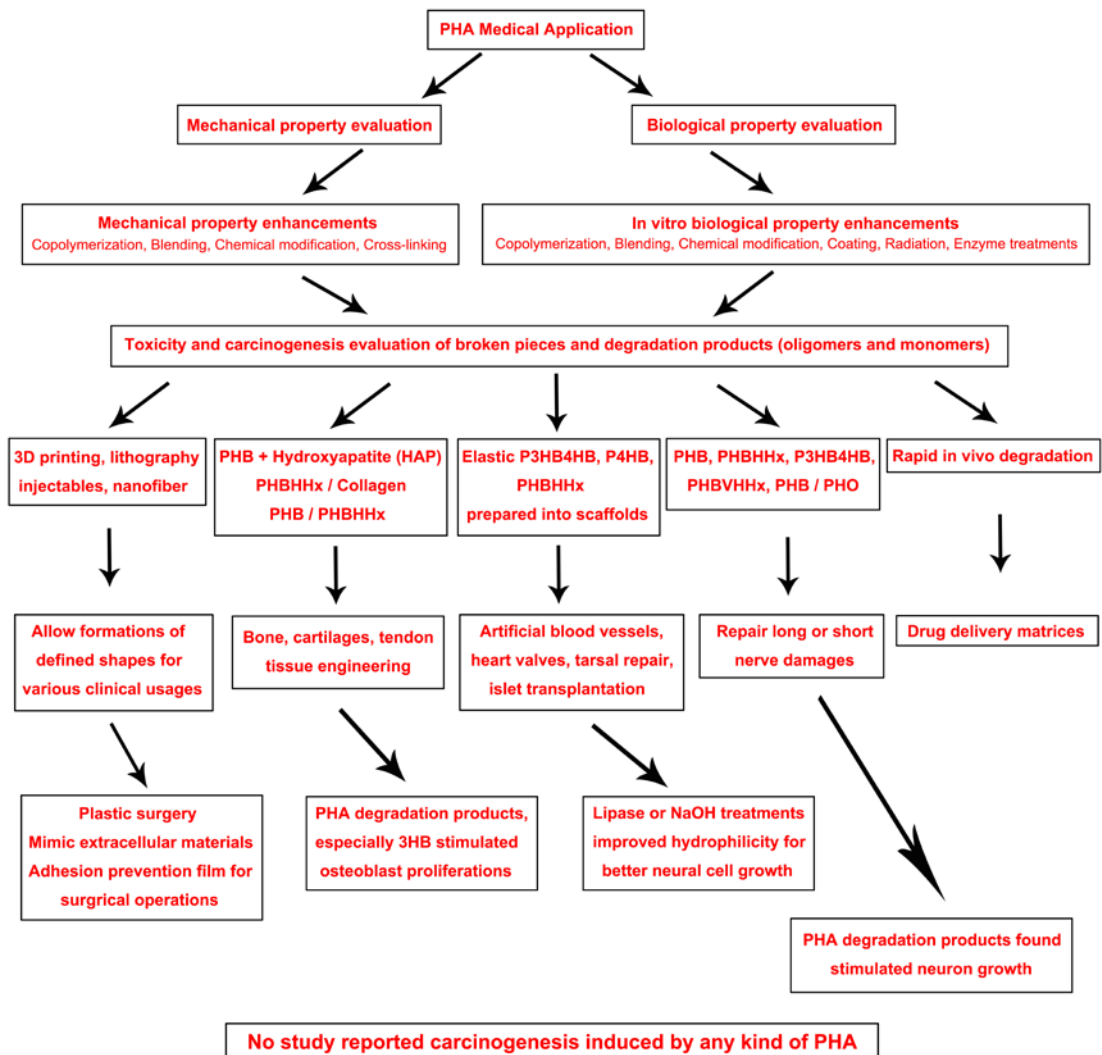 PHA Medical Application
Mechanical property evaluation
Biological property evaluation
Mechanical property enhancements
Copolymerization, Blending, Chemical modification, Cross-linking
In vitro biological property enhancements
Copolymerization, Blending, Chemical modification, Coating, Radiation, Enzyme treatments
Toxicity and carcinogenesis evaluation of broken pieces and degradation products (oligomers and monomers)
3D printing, lithography
injectables, nanofiber
PHB + Hydroxyapatite (HAP)
PHBHHx / Collagen
PHB / PHBHHx
Elastic P3HB4HB, P4HB,
PHBHHx
prepared into scaffolds
PHB, PHBHHx, P3HB4HB,
PHBVHHx, PHB / PHO
Rapid in vivo degradation
Allow formations of
defined shapes for
various clinical usages
Bone, cartilages, tendon
tissue engineering
Artificial blood vessels,
heart valves, tarsal repair,
islet transplantation
Repair long or short
nerve damages
Drug delivery matrices
Plastic surgery
Mimic extracellular materials
Adhesion prevention film for
surgrical operations
PHA degradation products,
especially 3HB stimulated
osteoblast proliferations
Lipase or NaOH treatments
improved hydrophilicity for
better neural cell growth
PHA degradation products found
stimulated neuron growth
No study reported carcinogenesis induced by any kind of PHA